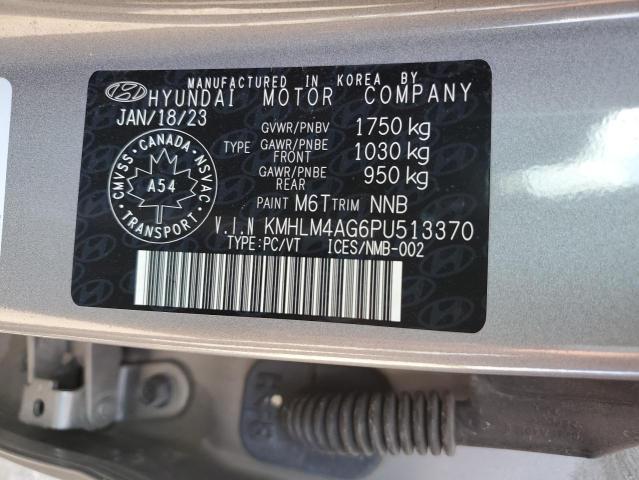 MANUFACTURED IN KOREA BY
HYUNDAI MOTOR COMPANY
JAN/18/23
GVWR/PNBV 1750 kg
TYPE GAWR/PNBE FRONT 1030 kg
GAWR/PNBE REAR 950 kg
PAINT M6T TRIM NNB
CMVSS · CANADA · NSVAC
A54
TRANSPORT
V.I.N KMHLM4AG6PU513370
TYPE:PC/VT ICES/NMB-002